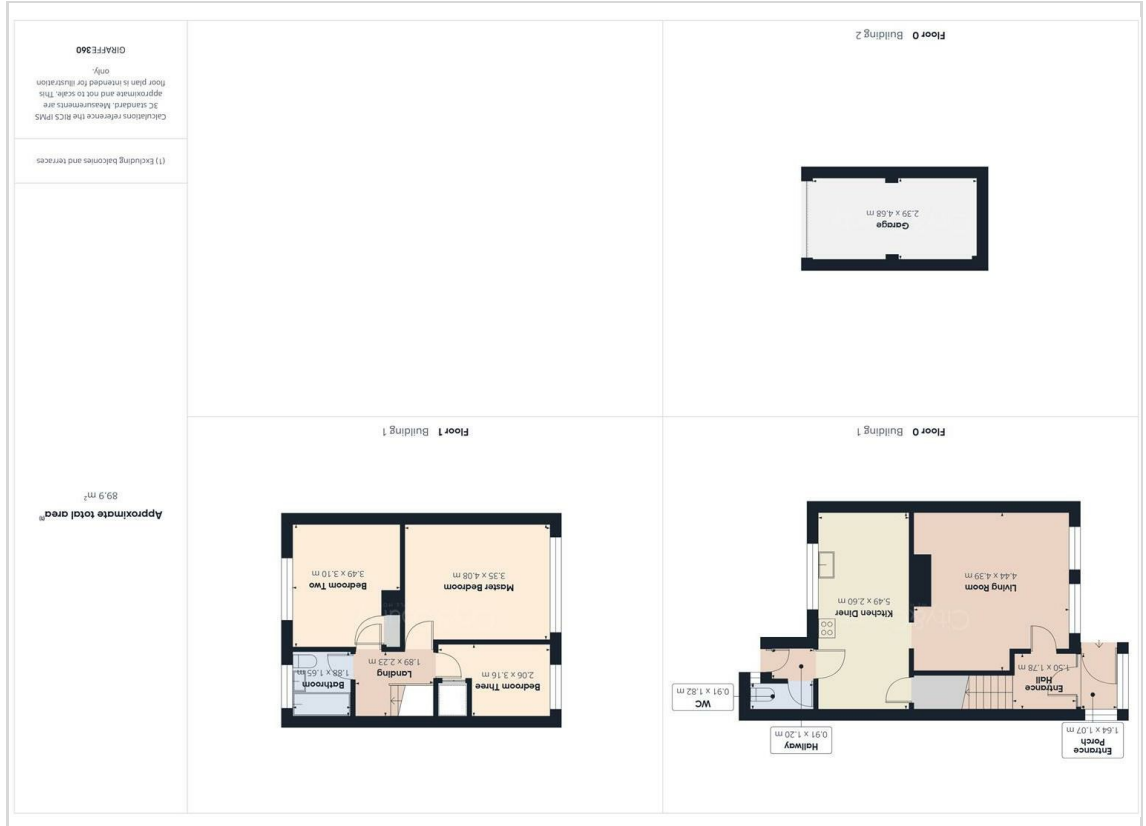 Entrance
Porch
1.64 x 1.07 m
Hallway
0.91 x 1.20 m
WC
0.91 x 1.82 m
Entrance
Hall
1.50 x 1.78 m
Kitchen Diner
5.49 x 2.60 m
Living Room
4.44 x 4.39 m
Floor 0 Building 1
Bedroom Three
2.06 x 3.16 m
Landing
1.89 x 2.23 m
Bathroom
1.88 x 1.65 m
Master Bedroom
3.35 x 4.08 m
Bedroom Two
3.49 x 3.10 m
Floor 1 Building 1
Garage
2.39 x 4.68 m
Floor 0 Building 2
Approximate total area⁽¹⁾
89.9 m²
(1) Excluding balconies and terraces
Calculations reference the RICS IPMS
3C standard. Measurements are
approximate and not to scale. This
floor plan is intended for illustration
only.
GIRAFFE360